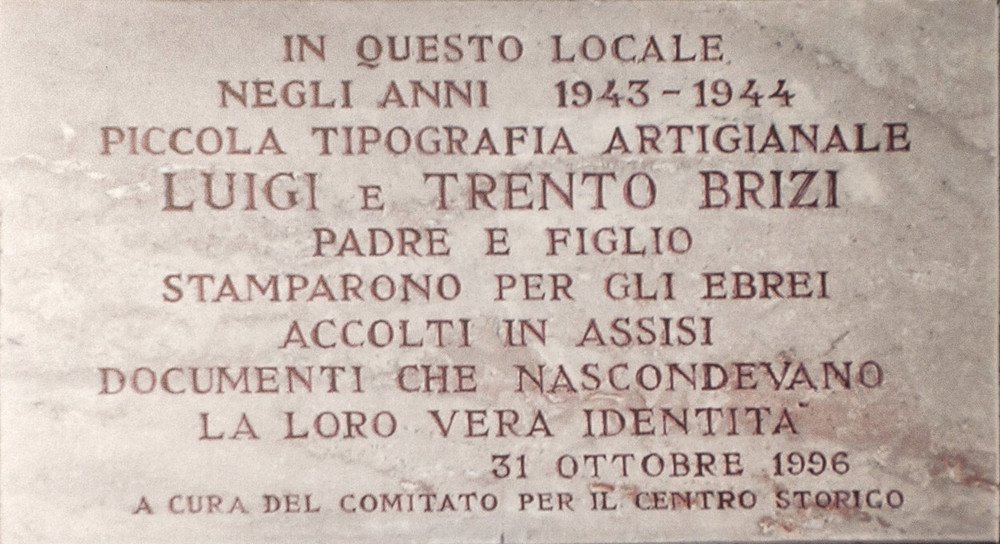 IN QUESTO LOCALE
NEGLI ANNI 1943-1944
PICCOLA TIPOGRAFIA ARTIGIANALE
LUIGI E TRENTO BRIZI
PADRE E FIGLIO
STAMPARONO PER GLI EBREI
ACCOLTI IN ASSISI
DOCUMENTI CHE NASCONDEVANO
LA LORO VERA IDENTITÀ
31 OTTOBRE 1996
A CURA DEL COMITATO PER IL CENTRO STORICO